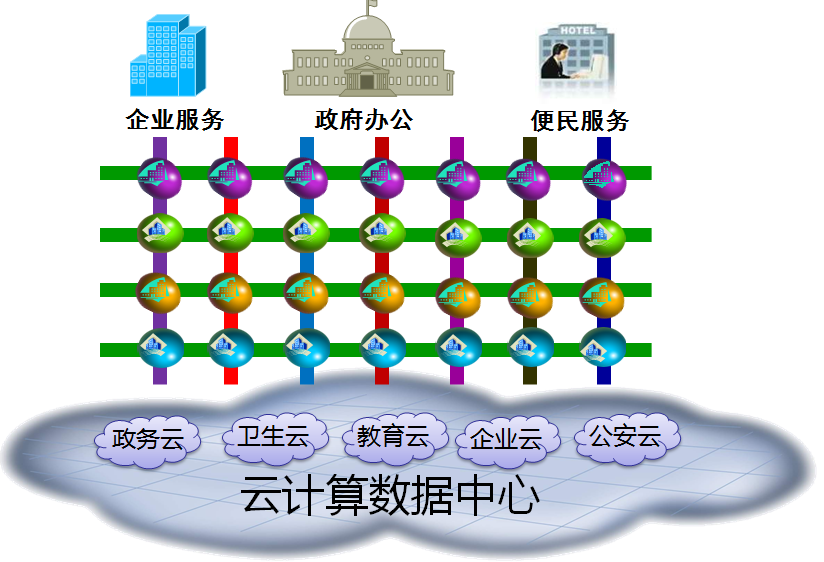 HOTEL
企业服务
政府办公
便民服务
政务云
卫生云
教育云
企业云
公安云
云计算数据中心